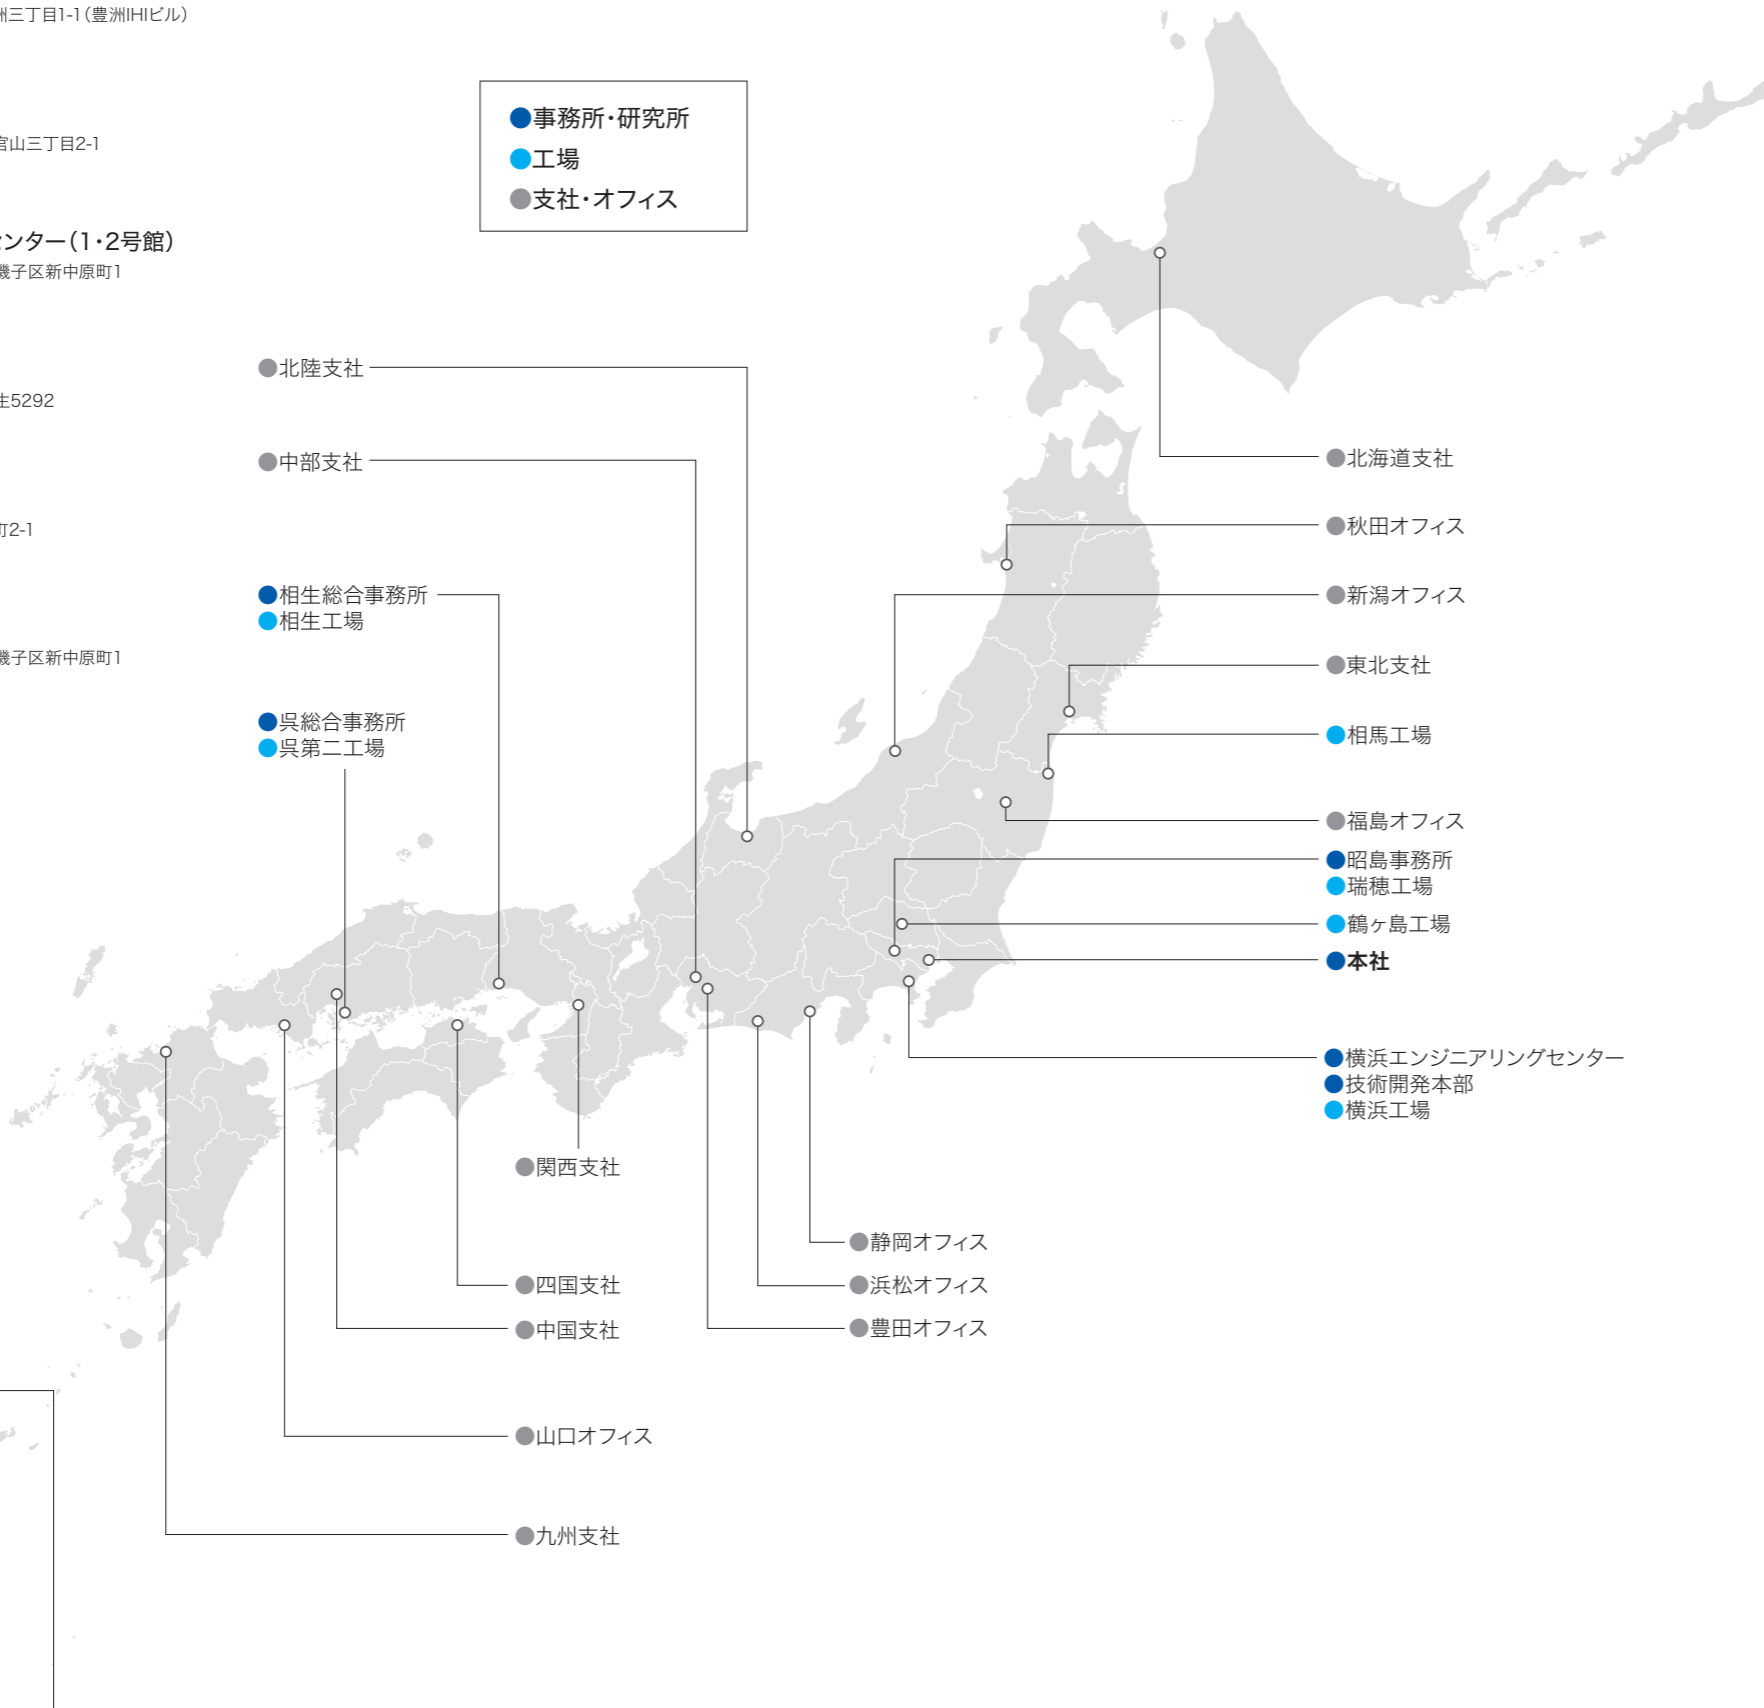 洲三丁目1-1（豊洲IHIビル）
官山三丁目2-1
センター（1・2号館）
磯子区新中原町1
生5292
町2-1
磯子区新中原町1
●事務所・研究所
●工場
●支社・オフィス
●北陸支社
●中部支社
●相生総合事務所
●相生工場
●呉総合事務所
●呉第二工場
●北海道支社
●秋田オフィス
●新潟オフィス
●東北支社
●相馬工場
●福島オフィス
●昭島事務所
●瑞穂工場
●鶴ヶ島工場
●本社
●横浜エンジニアリングセンター
●技術開発本部
●横浜工場
●関西支社
●四国支社
●中国支社
●山口オフィス
●九州支社
●静岡オフィス
●浜松オフィス
●豊田オフィス